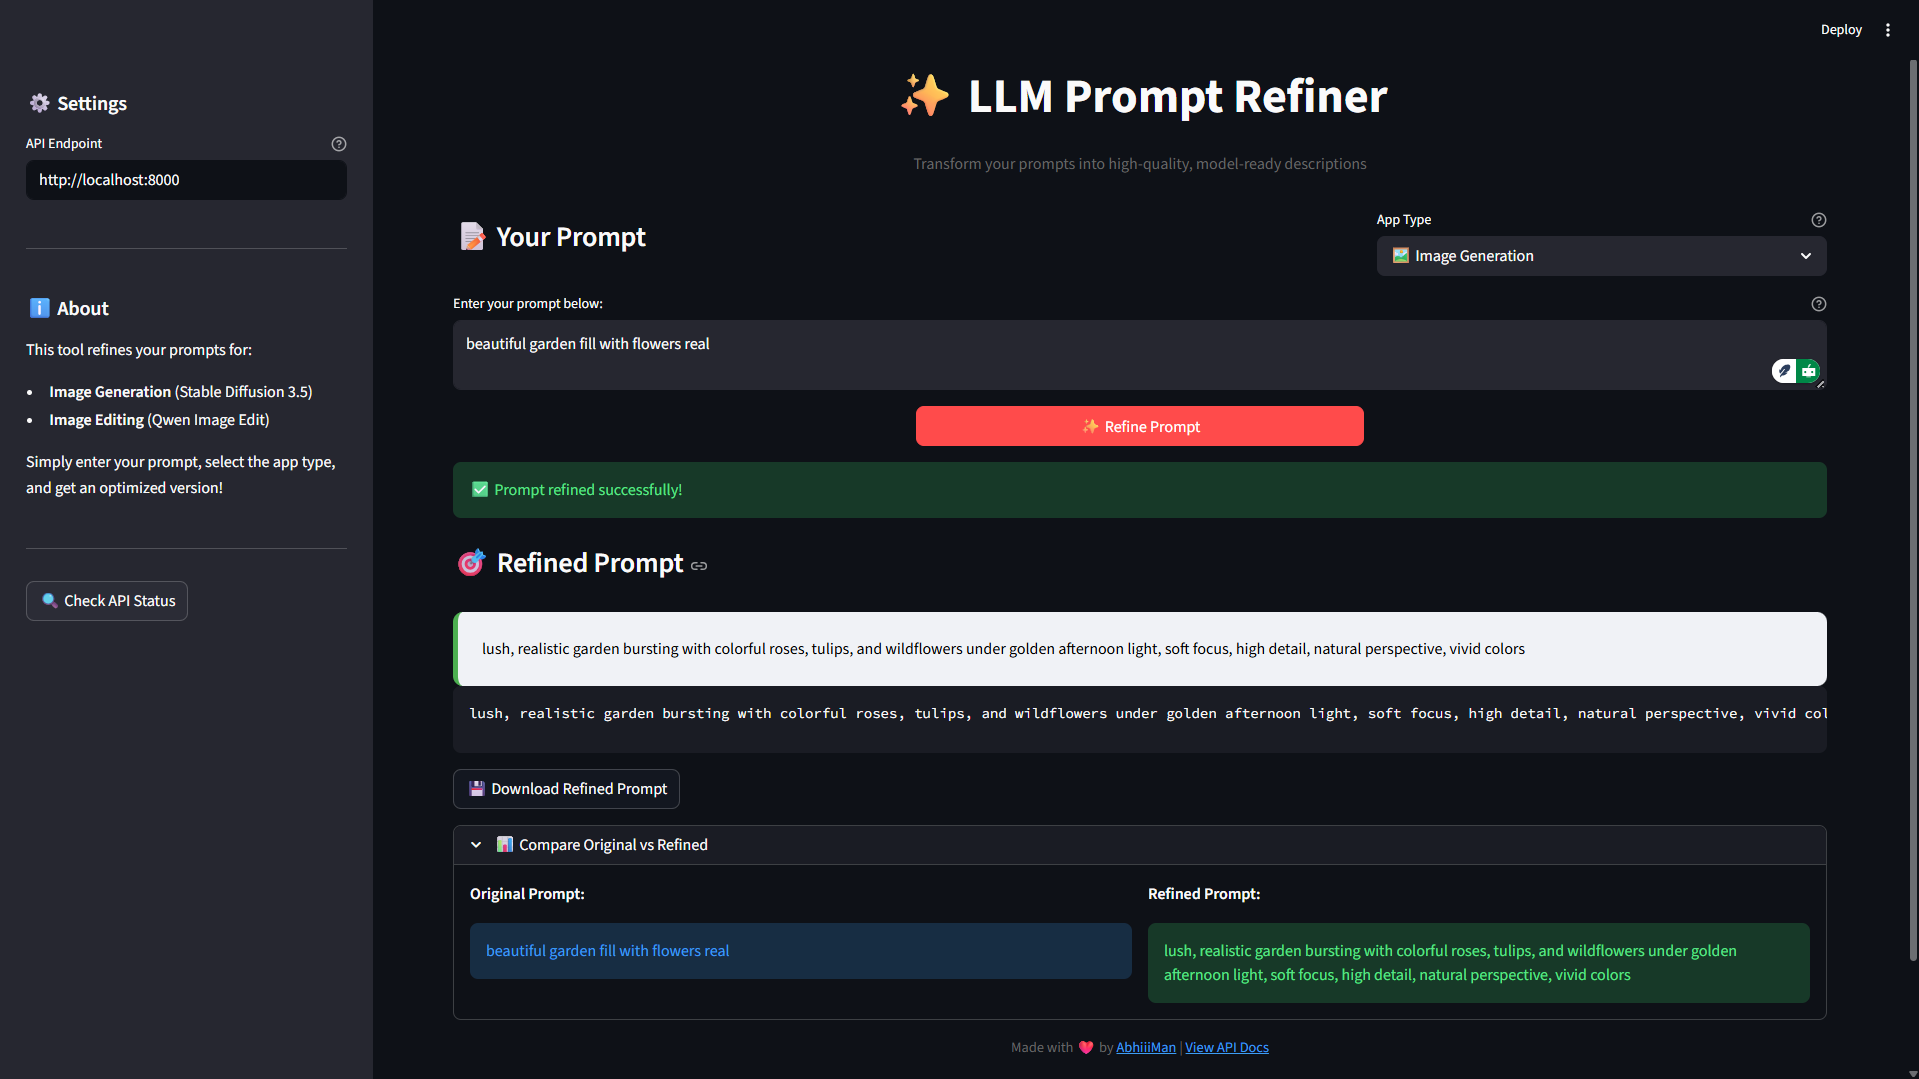 Deploy
Settings
API Endpoint
http://localhost:8000
About
This tool refines your prompts for:
• Image Generation (Stable Diffusion 3.5)
• Image Editing (Qwen Image Edit)
Simply enter your prompt, select the app type,
and get an optimized version!
Check API Status
LLM Prompt Refiner
Transform your prompts into high-quality, model-ready descriptions
Your Prompt
App Type
Image Generation
Enter your prompt below:
beautiful garden fill with flowers real
Refine Prompt
Prompt refined successfully!
Refined Prompt
lush, realistic garden bursting with colorful roses, tulips, and wildflowers under golden afternoon light, soft focus, high detail, natural perspective, vivid colors
lush, realistic garden bursting with colorful roses, tulips, and wildflowers under golden afternoon light, soft focus, high detail, natural perspective, vivid col
Download Refined Prompt
Compare Original vs Refined
Original Prompt:
beautiful garden fill with flowers real
Refined Prompt:
lush, realistic garden bursting with colorful roses, tulips, and wildflowers under golden
afternoon light, soft focus, high detail, natural perspective, vivid colors
Made with ❤️ by AbhiiiMan | View API Docs